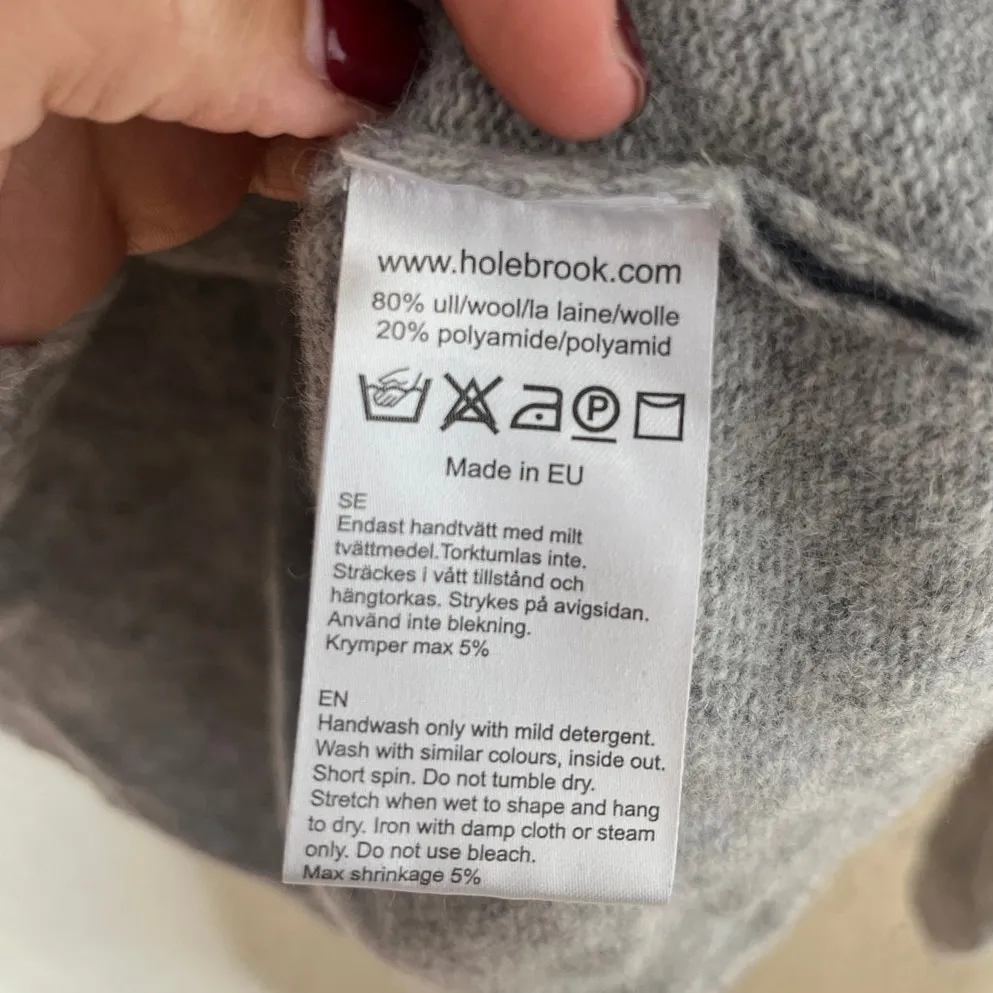 www.holebrook.com
80% ull/wool/la laine/wolle
20% polyamide/polyamid
P
Made in EU
SE
Endast handtvätt med milt
tvättmedel.Torktumlas inte.
Sträckes i vått tillstånd och
hängtorkas. Strykes på avigsidan.
Använd inte blekning.
Krymper max 5%
EN
Handwash only with mild detergent.
Wash with similar colours, inside out.
Short spin. Do not tumble dry.
Stretch when wet to shape and hang
to dry. Iron with damp cloth or steam
only. Do not use bleach.
Max shrinkage 5%